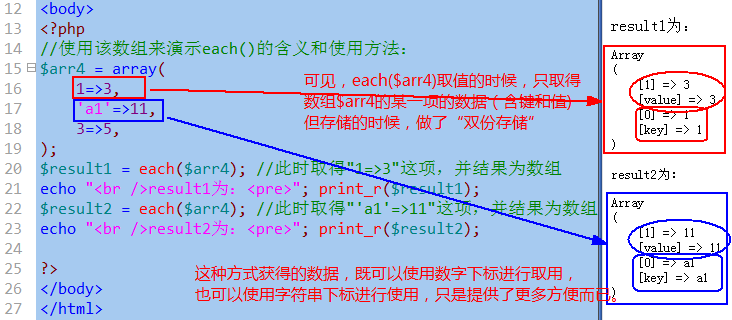 12 <body>
13 <?php
14 //使用该数组来演示each()的含义和使用方法:
15 $arr4 = array(
16 1=>3,
17 'a1'=>11,
18 3=>5,
19 );
20 $result1 = each($arr4); //此时取得"1=>3"这项，并结果为数组
21 echo "<br />result1为: <pre>"; print_r($result1);
22 $result2 = each($arr4); //此时取得"'a1'=>11"这项，并结果为数组
23 echo "<br />result2为: <pre>"; print_r($result2);
24
25 ?>
26 </body>
27 </html>
可见，each($arr4)取值的时候，只取得
数组$arr4的某一项的数据（含键和值)
但存储的时候，做了“双份存储”
这种方式获得的数据，既可以使用数字下标进行取用，
也可以使用字符串下标进行使用，只是提供了更多方便而已。
result1为:
Array
(
[1] => 3
[value] => 3
[0] => 1
[key] => 1
)
result2为:
Array
(
[1] => 11
[value] => 11
[0] => a1
[key] => a1
)